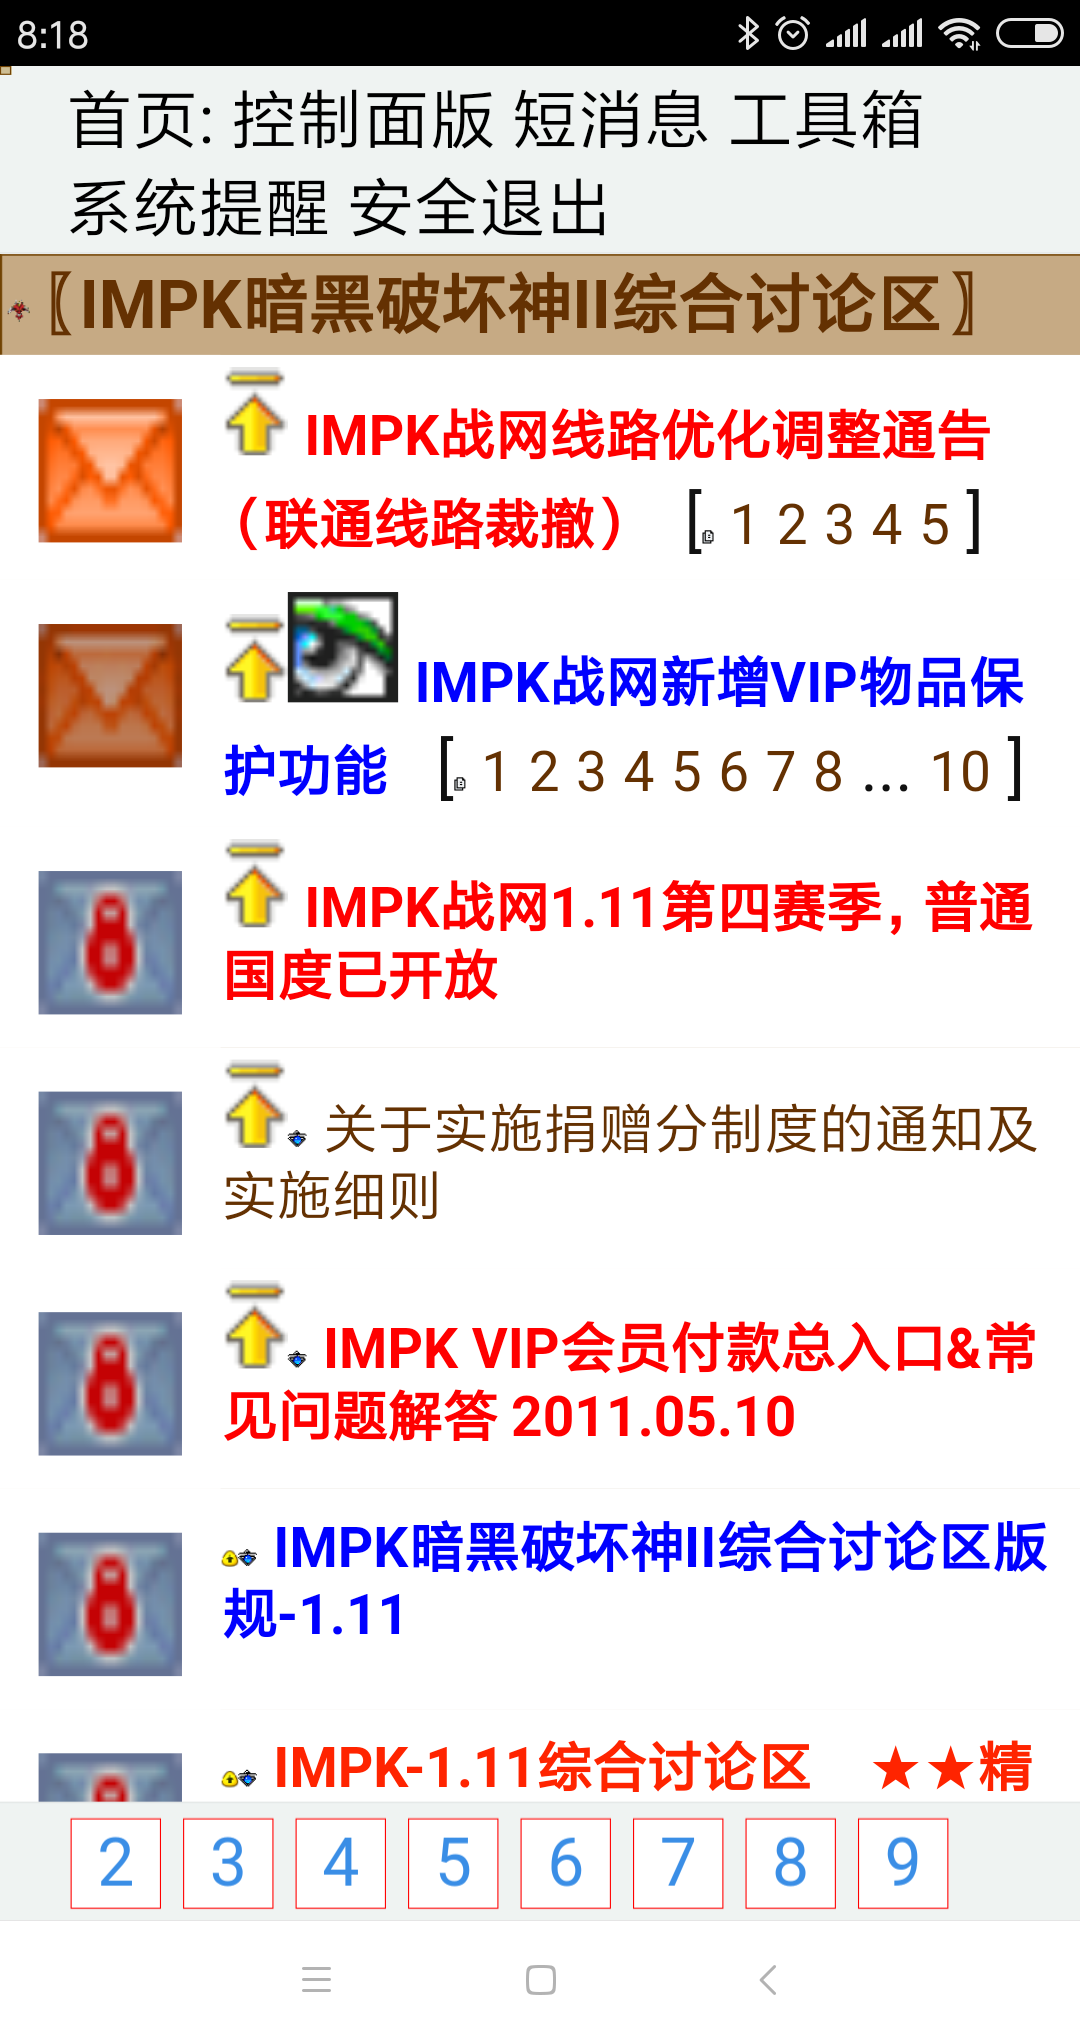 8:18
首页: 控制面版 短消息 工具箱
系统提醒 安全退出
〖IMPK暗黑破坏神II综合讨论区〗
IMPK战网线路优化调整通告
（联通线路裁撤） [ 1 2 3 4 5 ]
IMPK战网新增VIP物品保
护功能 [ 1 2 3 4 5 6 7 8 ... 10 ]
IMPK战网1.11第四赛季，普通
国度已开放
关于实施捐赠分制度的通知及
实施细则
IMPK VIP会员付款总入口&常
见问题解答 2011.05.10
IMPK暗黑破坏神II综合讨论区版
规-1.11
IMPK-1.11综合讨论区 ★★精
2 3 4 5 6 7 8 9